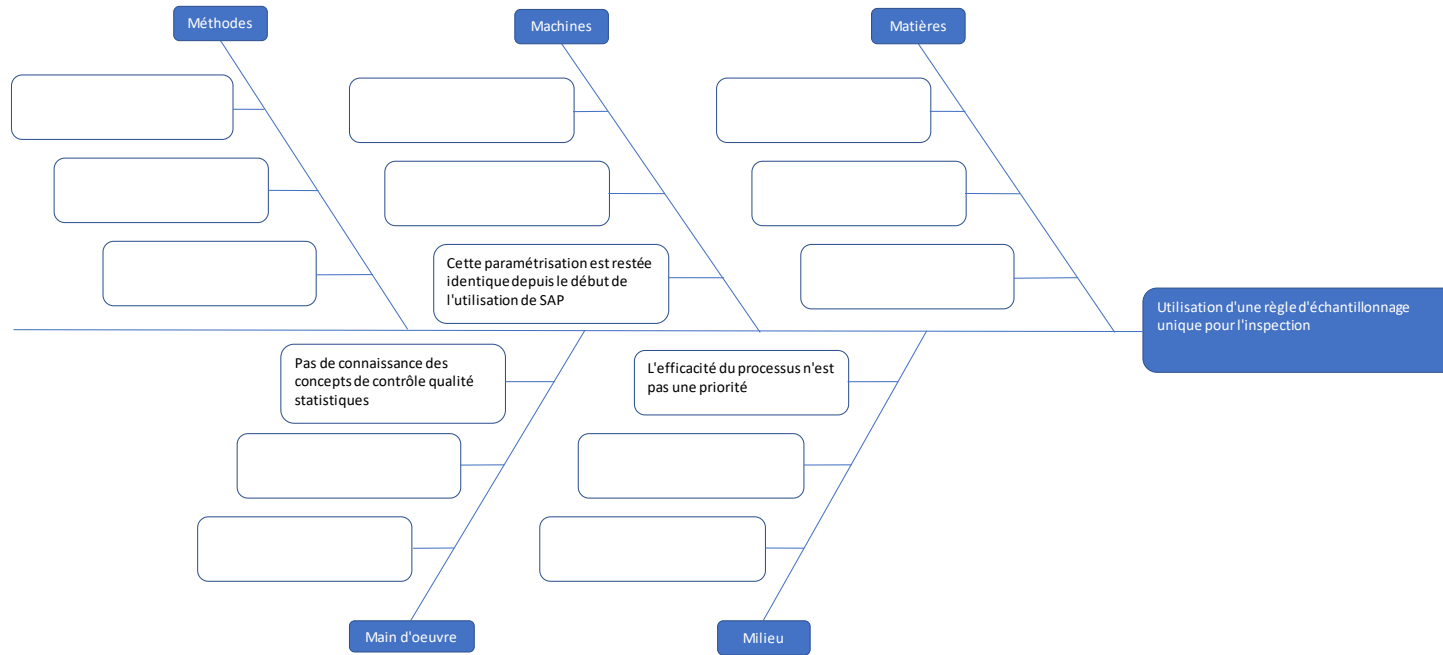 Méthodes
Machines
Matières
Cette paramétrisation est restée
identique depuis le début de
l'utilisation de SAP
Utilisation d'une règle d'échantillonnage
unique pour l'inspection
Pas de connaissance des
concepts de contrôle qualité
statistiques
L'efficacité du processus n'est
pas une priorité
Main d'oeuvre
Milieu